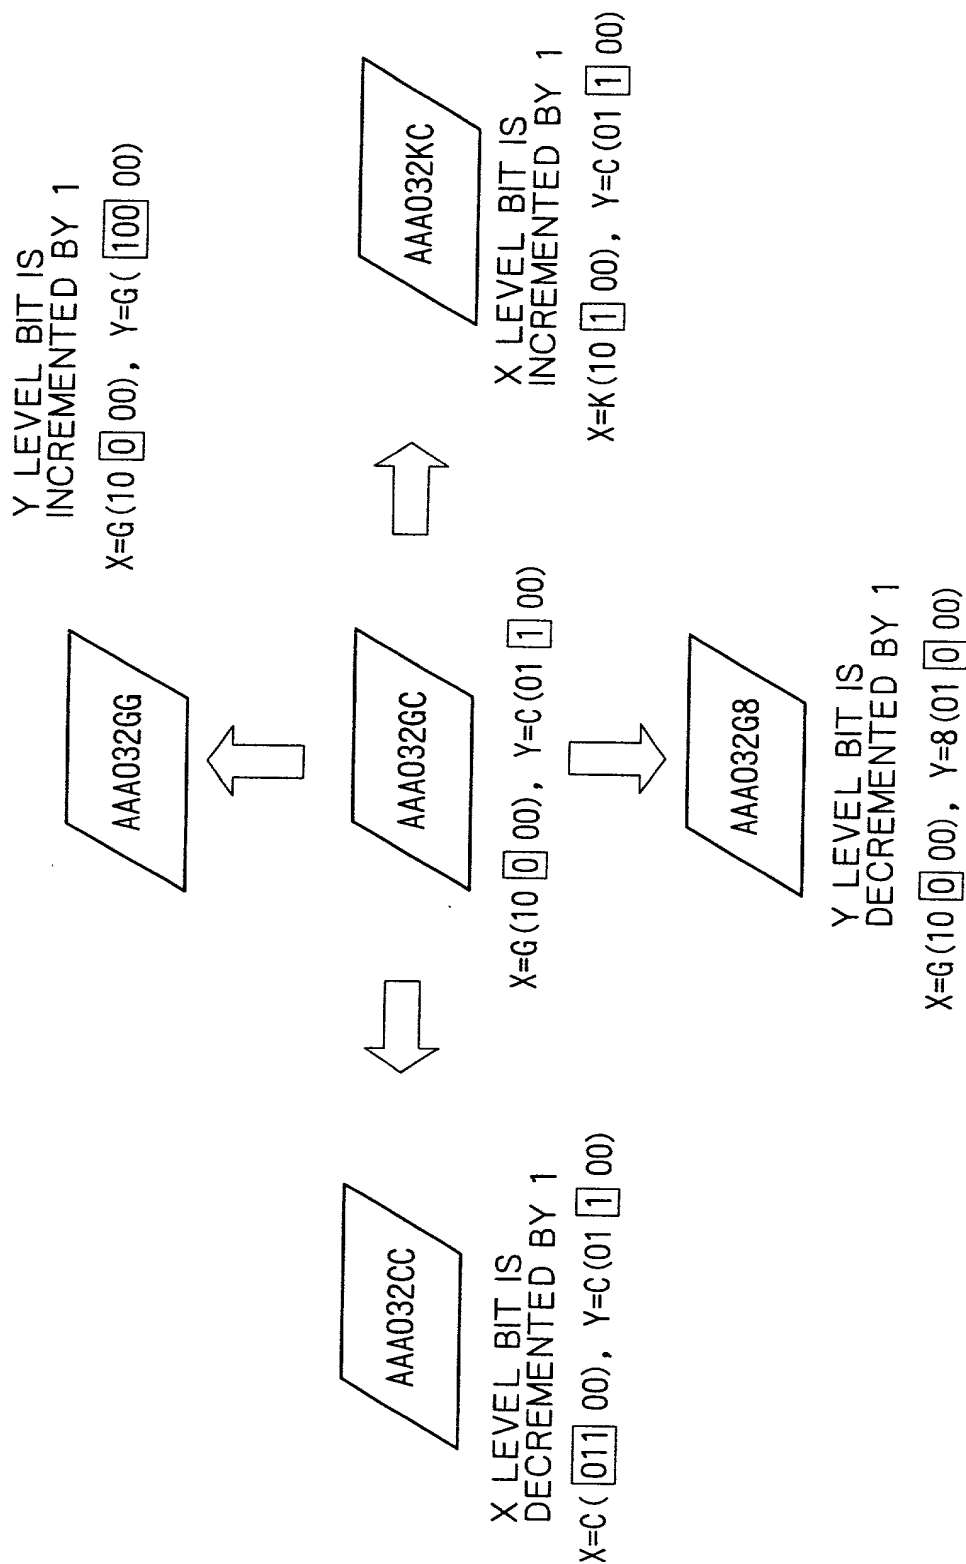 Y LEVEL BIT IS
INCREMENTED BY 1
X=G(10 0 00), Y=G( 100 00)
AAA032GG
AAA032CC
X LEVEL BIT IS
DECREMENTED BY 1
X=C( 011 00), Y=C(01 1 00)
AAA032GC
X=G(10 0 00), Y=C(01 1 00)
AAA032KC
X LEVEL BIT IS
INCREMENTED BY 1
X=K(10 1 00), Y=C(01 1 00)
AAA032G8
Y LEVEL BIT IS
DECREMENTED BY 1
X=G(10 0 00), Y=8(01 0 00)